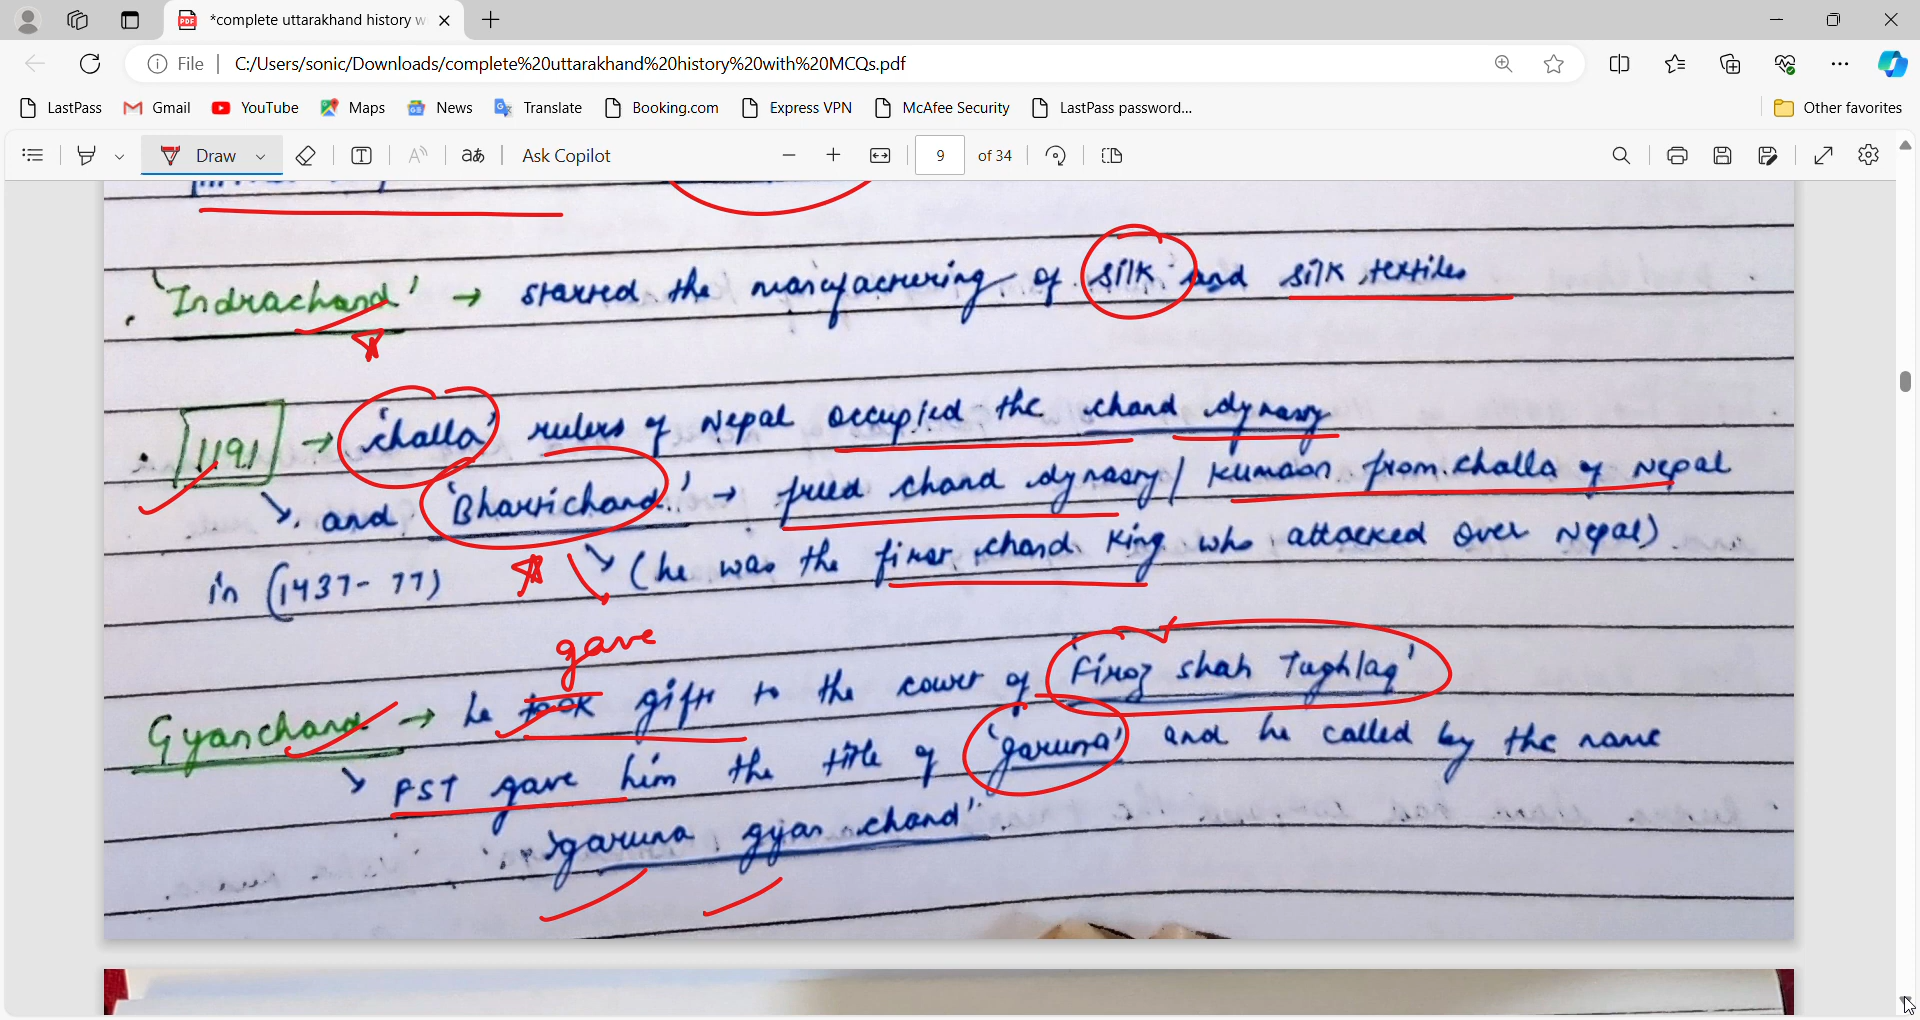 *complete uttarakhand history w
File | C:/Users/sonic/Downloads/complete%20uttarakhand%20history%20with%20MCQs.pdf
LastPass Gmail YouTube Maps News Translate Booking.com Express VPN McAfee Security LastPass password... Other favorites
Draw Ask Copilot 9 of 34
'Indrachand' → started the manufacturing of 'silk' and silk textiles
1191 → 'challa' rulers of Nepal occupied the chand dynasty
and 'Bhartichand' → freed chand dynasty / Kumaon from challa of Nepal
in (1437-77) (he was the first chand king who attacked over Nepal)
gave
Gyanchand → he took gift to the court of 'Firoz shah Tughlaq'
FST gave him the title of 'garuna' and he called by the name
'garuna gyan chand'.